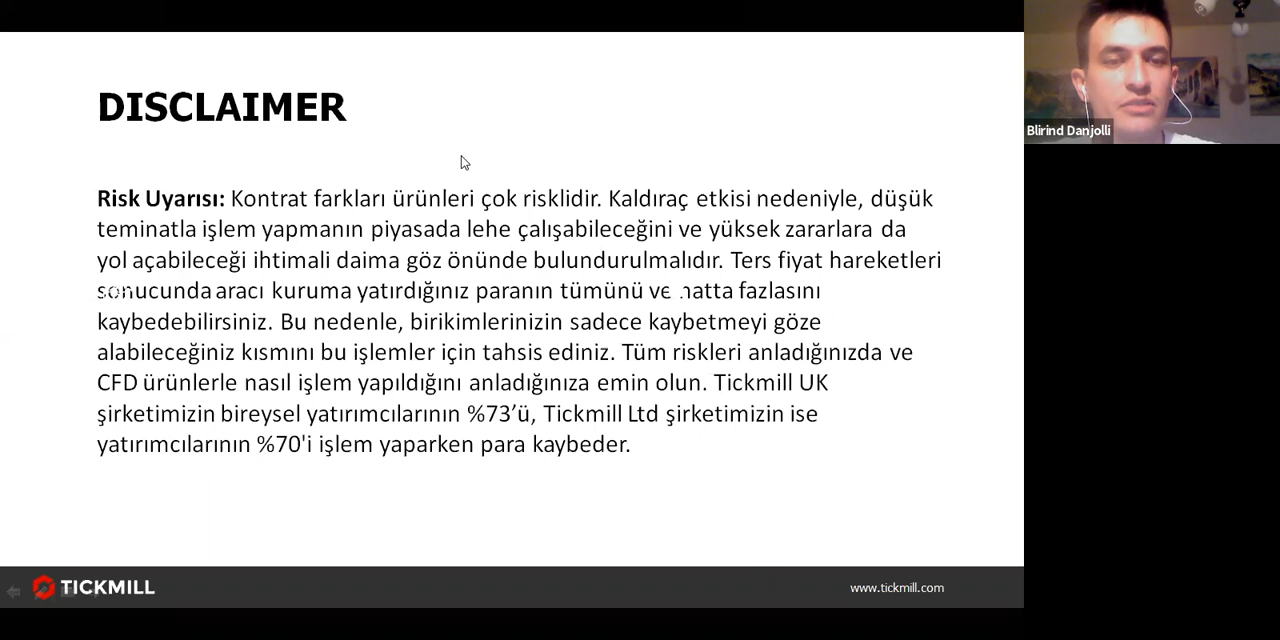 DISCLAIMER
Risk Uyarısı: Kontrat farkları ürünleri çok risklidir. Kaldıraç etkisi nedeniyle, düşük
teminatla işlem yapmanın piyasada lehe çalışabileceğini ve yüksek zararlara da
yol açabileceği ihtimali daima göz önünde bulundurulmalıdır. Ters fiyat hareketleri
sonucunda aracı kuruma yatırdığınız paranın tümünü ve hatta fazlasını
kaybedebilirsiniz. Bu nedenle, birikimlerinizin sadece kaybetmeyi göze
alabileceğiniz kısmını bu işlemler için tahsis ediniz. Tüm riskleri anladığınızda ve
CFD ürünlerle nasıl işlem yapıldığını anladığınıza emin olun. Tickmill UK
şirketimizin bireysel yatırımcılarının %73’ü, Tickmill Ltd şirketimizin ise
yatırımcılarının %70'i işlem yaparken para kaybeder.
TICKMILL
www.tickmill.com
Blirind Danjolli